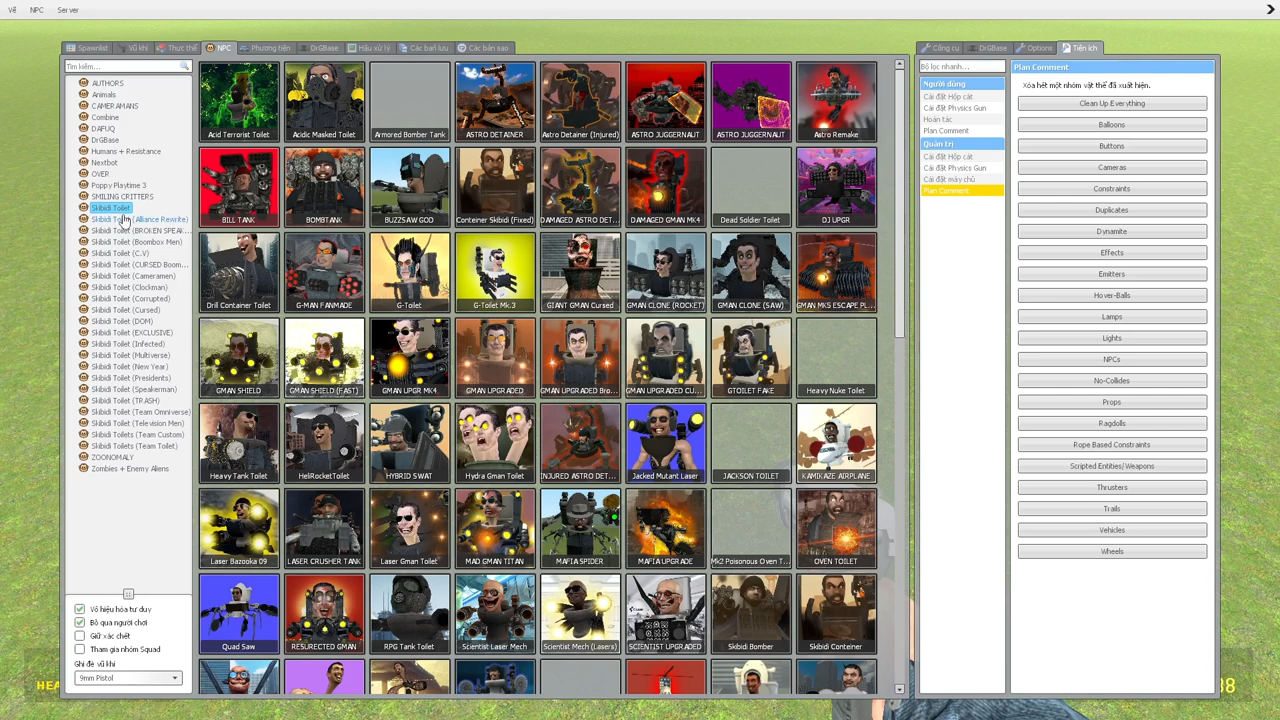 Vẽ NPC Server
Spawnlist Vũ khí Thực thể NPC Phương tiện DrGBase Hậu xử lý Các bản lưu Các bản sao
Công cụ DrGBase Options Tiện ích
Tìm kiếm...
AUTHORS
Animals
CAMERAMANS
Combine
DAFUQ
DrGBase
Humans + Resistance
Nextbot
OVER
Poppy Playtime 3
SMILING CRITTERS
Skibidi Toilet
Skibidi Toilet (Alliance Rewrite)
Skibidi Toilet (BROKEN SPEAK...
Skibidi Toilet (Boombox Men)
Skibidi Toilet (C.V)
Skibidi Toilet (CURSED Boom...
Skibidi Toilet (Cameramen)
Skibidi Toilet (Clockman)
Skibidi Toilet (Corrupted)
Skibidi Toilet (Cursed)
Skibidi Toilet (DOM)
Skibidi Toilet (EXCLUSIVE)
Skibidi Toilet (Infected)
Skibidi Toilet (Multiverse)
Skibidi Toilet (New Year)
Skibidi Toilet (Presidents)
Skibidi Toilet (Speakerman)
Skibidi Toilet (TRASH)
Skibidi Toilet (Team Omniverse)
Skibidi Toilet (Television Men)
Skibidi Toilets (Team Custom)
Skibidi Toilets (Team Toilet)
ZOONOMALY
Zombies + Enemy Aliens
Vô hiệu hóa tư duy
Bỏ qua người chơi
Giữ xác chết
Tham gia nhóm Squad
Ghi đè vũ khí
9mm Pistol
Acid Terrorist Toilet Acidic Masked Toilet Armored Bomber Tank ASTRO DETAINER Astro Detainer (Injured) ASTRO JUGGERNAUT ASTRO JUGGERNAUT Astro Remake
BILL TANK BOMBTANK BUZZSAW GOD Conteiner Skibidi (Fixed) DAMAGED ASTRO DET... DAMAGED GMAN MK4 Dead Soldier Toilet DJ UPGR
Drill Container Toilet G-MAN FANMADE G-Toilet G-Toilet Mk.3 GIANT GMAN Cursed GMAN CLONE (ROCKET) GMAN CLONE (SAW) GMAN MK5 ESCAPE PL...
GMAN SHIELD GMAN SHIELD (FAST) GMAN UPGR MK4 GMAN UPGRADED GMAN UPGRADED Bro... GMAN UPGRADED CU... GTOILET FAKE Heavy Nuke Toilet
Heavy Tank Toilet HeliRocketToilet HYBRID SWAT Hydra Gman Toilet INJURED ASTRO DET... Jacked Mutant Laser JACKSON TOILET KAMIKAZE AIRPLANE
Laser Bazooka 09 LASER CRUSHER TANK Laser Gman Toilet MAD GMAN TITAN MAFIA SPIDER MAFIA UPGRADE Mk2 Poisonous Oven T... OVEN TOILET
Quad Saw RESURECTED GMAN RPG Tank Toilet Scientist Laser Mech Scientist Mech (Lasers) SCIENTIST UPGRADED Skibidi Bomber Skibidi Conteiner
Bộ lọc nhanh...
Người dùng
Cài đặt Hộp cát
Cài đặt Physics Gun
Hoàn tác
Plan Comment
Quản trị
Cài đặt Hộp cát
Cài đặt Physics Gun
Cài đặt máy chủ
Plan Comment
Plan Comment
Xóa hết một nhóm vật thể đã xuất hiện.
Clean Up Everything
Balloons
Buttons
Cameras
Constraints
Duplicates
Dynamite
Effects
Emitters
Hover-Balls
Lamps
Lights
NPCs
No-Collides
Props
Ragdolls
Rope Based Constraints
Scripted Entities/Weapons
Thrusters
Trails
Vehicles
Wheels